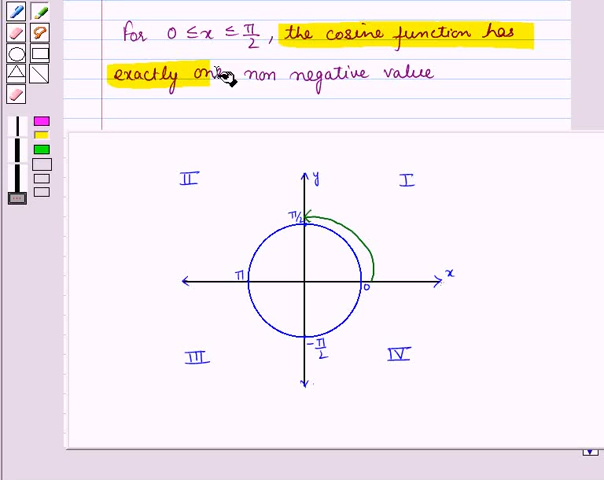 For 0 ≤ x ≤ π/2, the cosine function has
exactly one non negative value
II
y
I
π/2
π
0
x
-π/2
III
IV